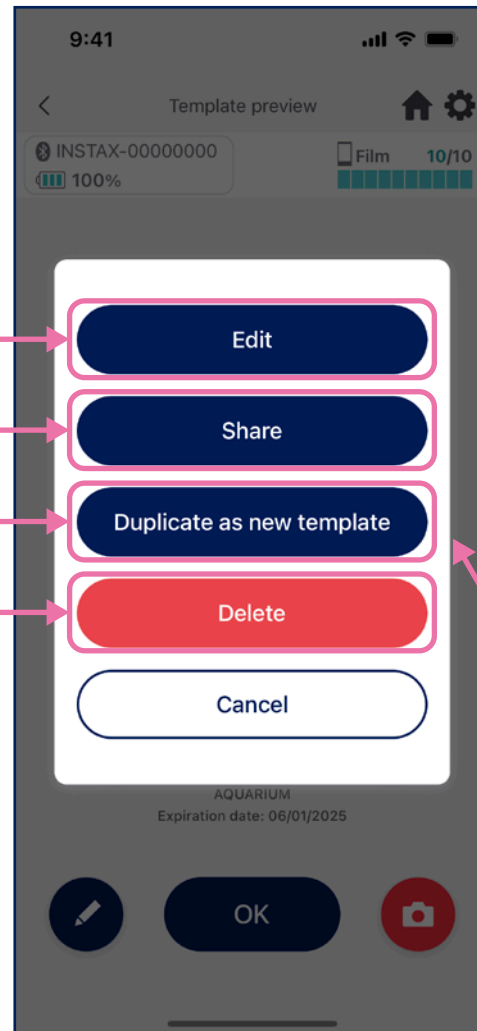 9:41
Template preview
INSTAX-00000000
100%
Film 10/10
Edit
Share
Duplicate as new template
Delete
Cancel
AQUARIUM
Expiration date: 06/01/2025
OK